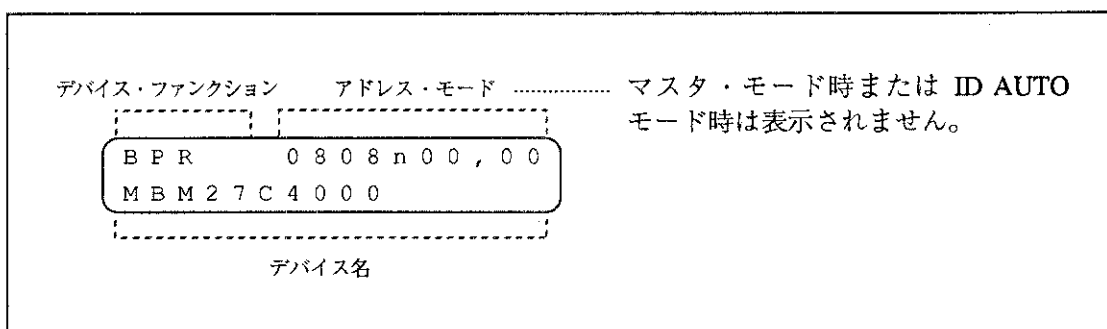 デバイス・ファンクション アドレス・モード ……………… マスタ・モード時または ID AUTO
モード時は表示されません。
BPR 0808n00,00
MBM27C4000
デバイス名